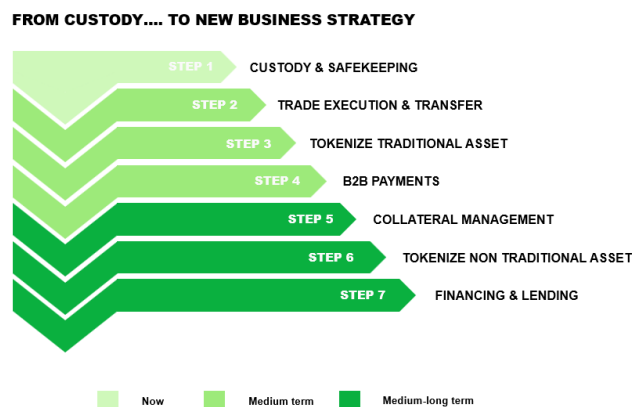 FROM CUSTODY.... TO NEW BUSINESS STRATEGY
STEP 1 CUSTODY & SAFEKEEPING
STEP 2 TRADE EXECUTION & TRANSFER
STEP 3 TOKENIZE TRADITIONAL ASSET
STEP 4 B2B PAYMENTS
STEP 5 COLLATERAL MANAGEMENT
STEP 6 TOKENIZE NON TRADITIONAL ASSET
STEP 7 FINANCING & LENDING
Now Medium term Medium-long term